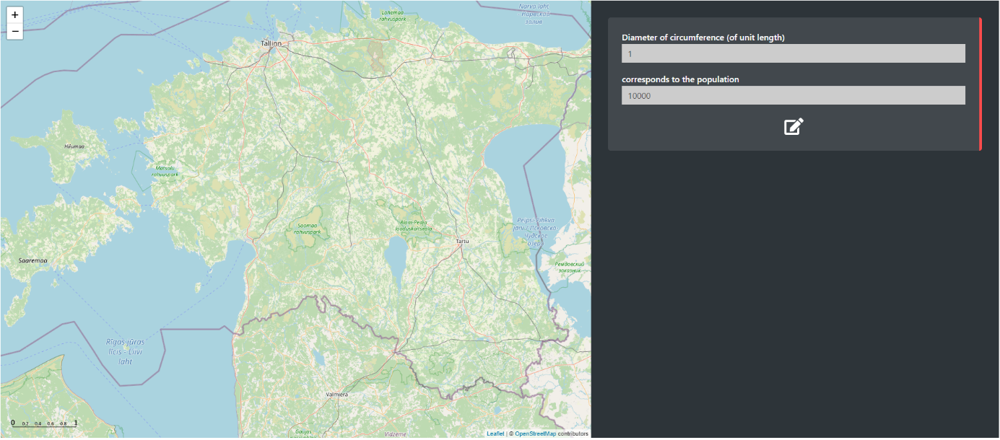 +
−
Lahemaa
rahvuspark
Narva laht
Нарвский
залив
Tallinn
Hiiumaa
Matsalu
rahvuspark
Soomaa
rahvuspark
Alam-Pedja
looduskaitseala
Peipsi-Pihkva
järv / Псковско-
Чудское
озеро
Tartu
Ремдовский
заказник
Saaremaa
Rīgas jūras
līcis - Liivi
laht
Valmiera
Gaujas
Vidzeme
0 0.2 0.4 0.6 0.8 1
Leaflet | © OpenStreetMap contributors
Diameter of circumference (of unit length)
1
corresponds to the population
10000